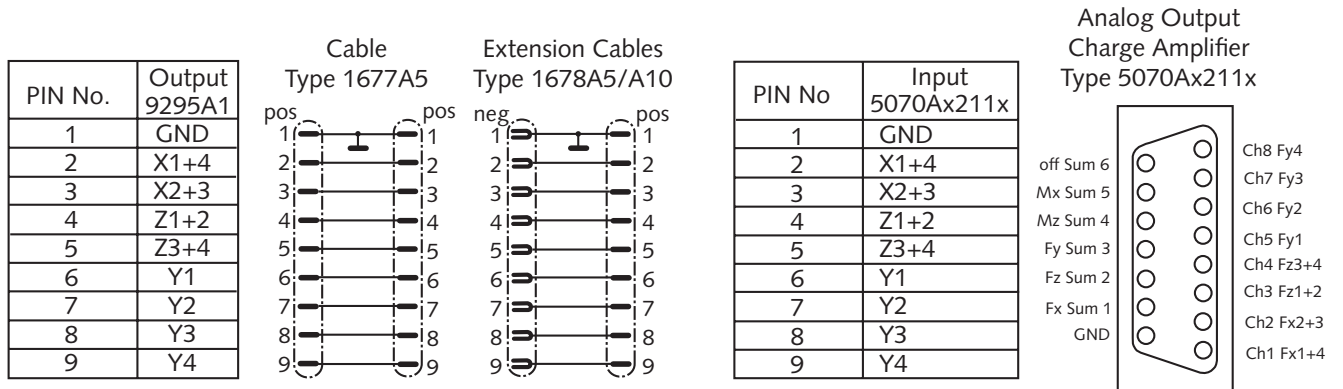 PIN No. Output 9295A1
1 GND
2 X1+4
3 X2+3
4 Z1+2
5 Z3+4
6 Y1
7 Y2
8 Y3
9 Y4
Cable
Type 1677A5
pos pos
1 1
2 2
3 3
4 4
5 5
6 6
7 7
8 8
9 9
Extension Cables
Type 1678A5/A10
neg pos
1 1
2 2
3 3
4 4
5 5
6 6
7 7
8 8
9 9
PIN No Input 5070Ax211x
1 GND
2 X1+4
3 X2+3
4 Z1+2
5 Z3+4
6 Y1
7 Y2
8 Y3
9 Y4
Analog Output
Charge Amplifier
Type 5070Ax211x
off Sum 6
Mx Sum 5
Mz Sum 4
Fy Sum 3
Fz Sum 2
Fx Sum 1
GND
Ch8 Fy4
Ch7 Fy3
Ch6 Fy2
Ch5 Fy1
Ch4 Fz3+4
Ch3 Fz1+2
Ch2 Fx2+3
Ch1 Fx1+4